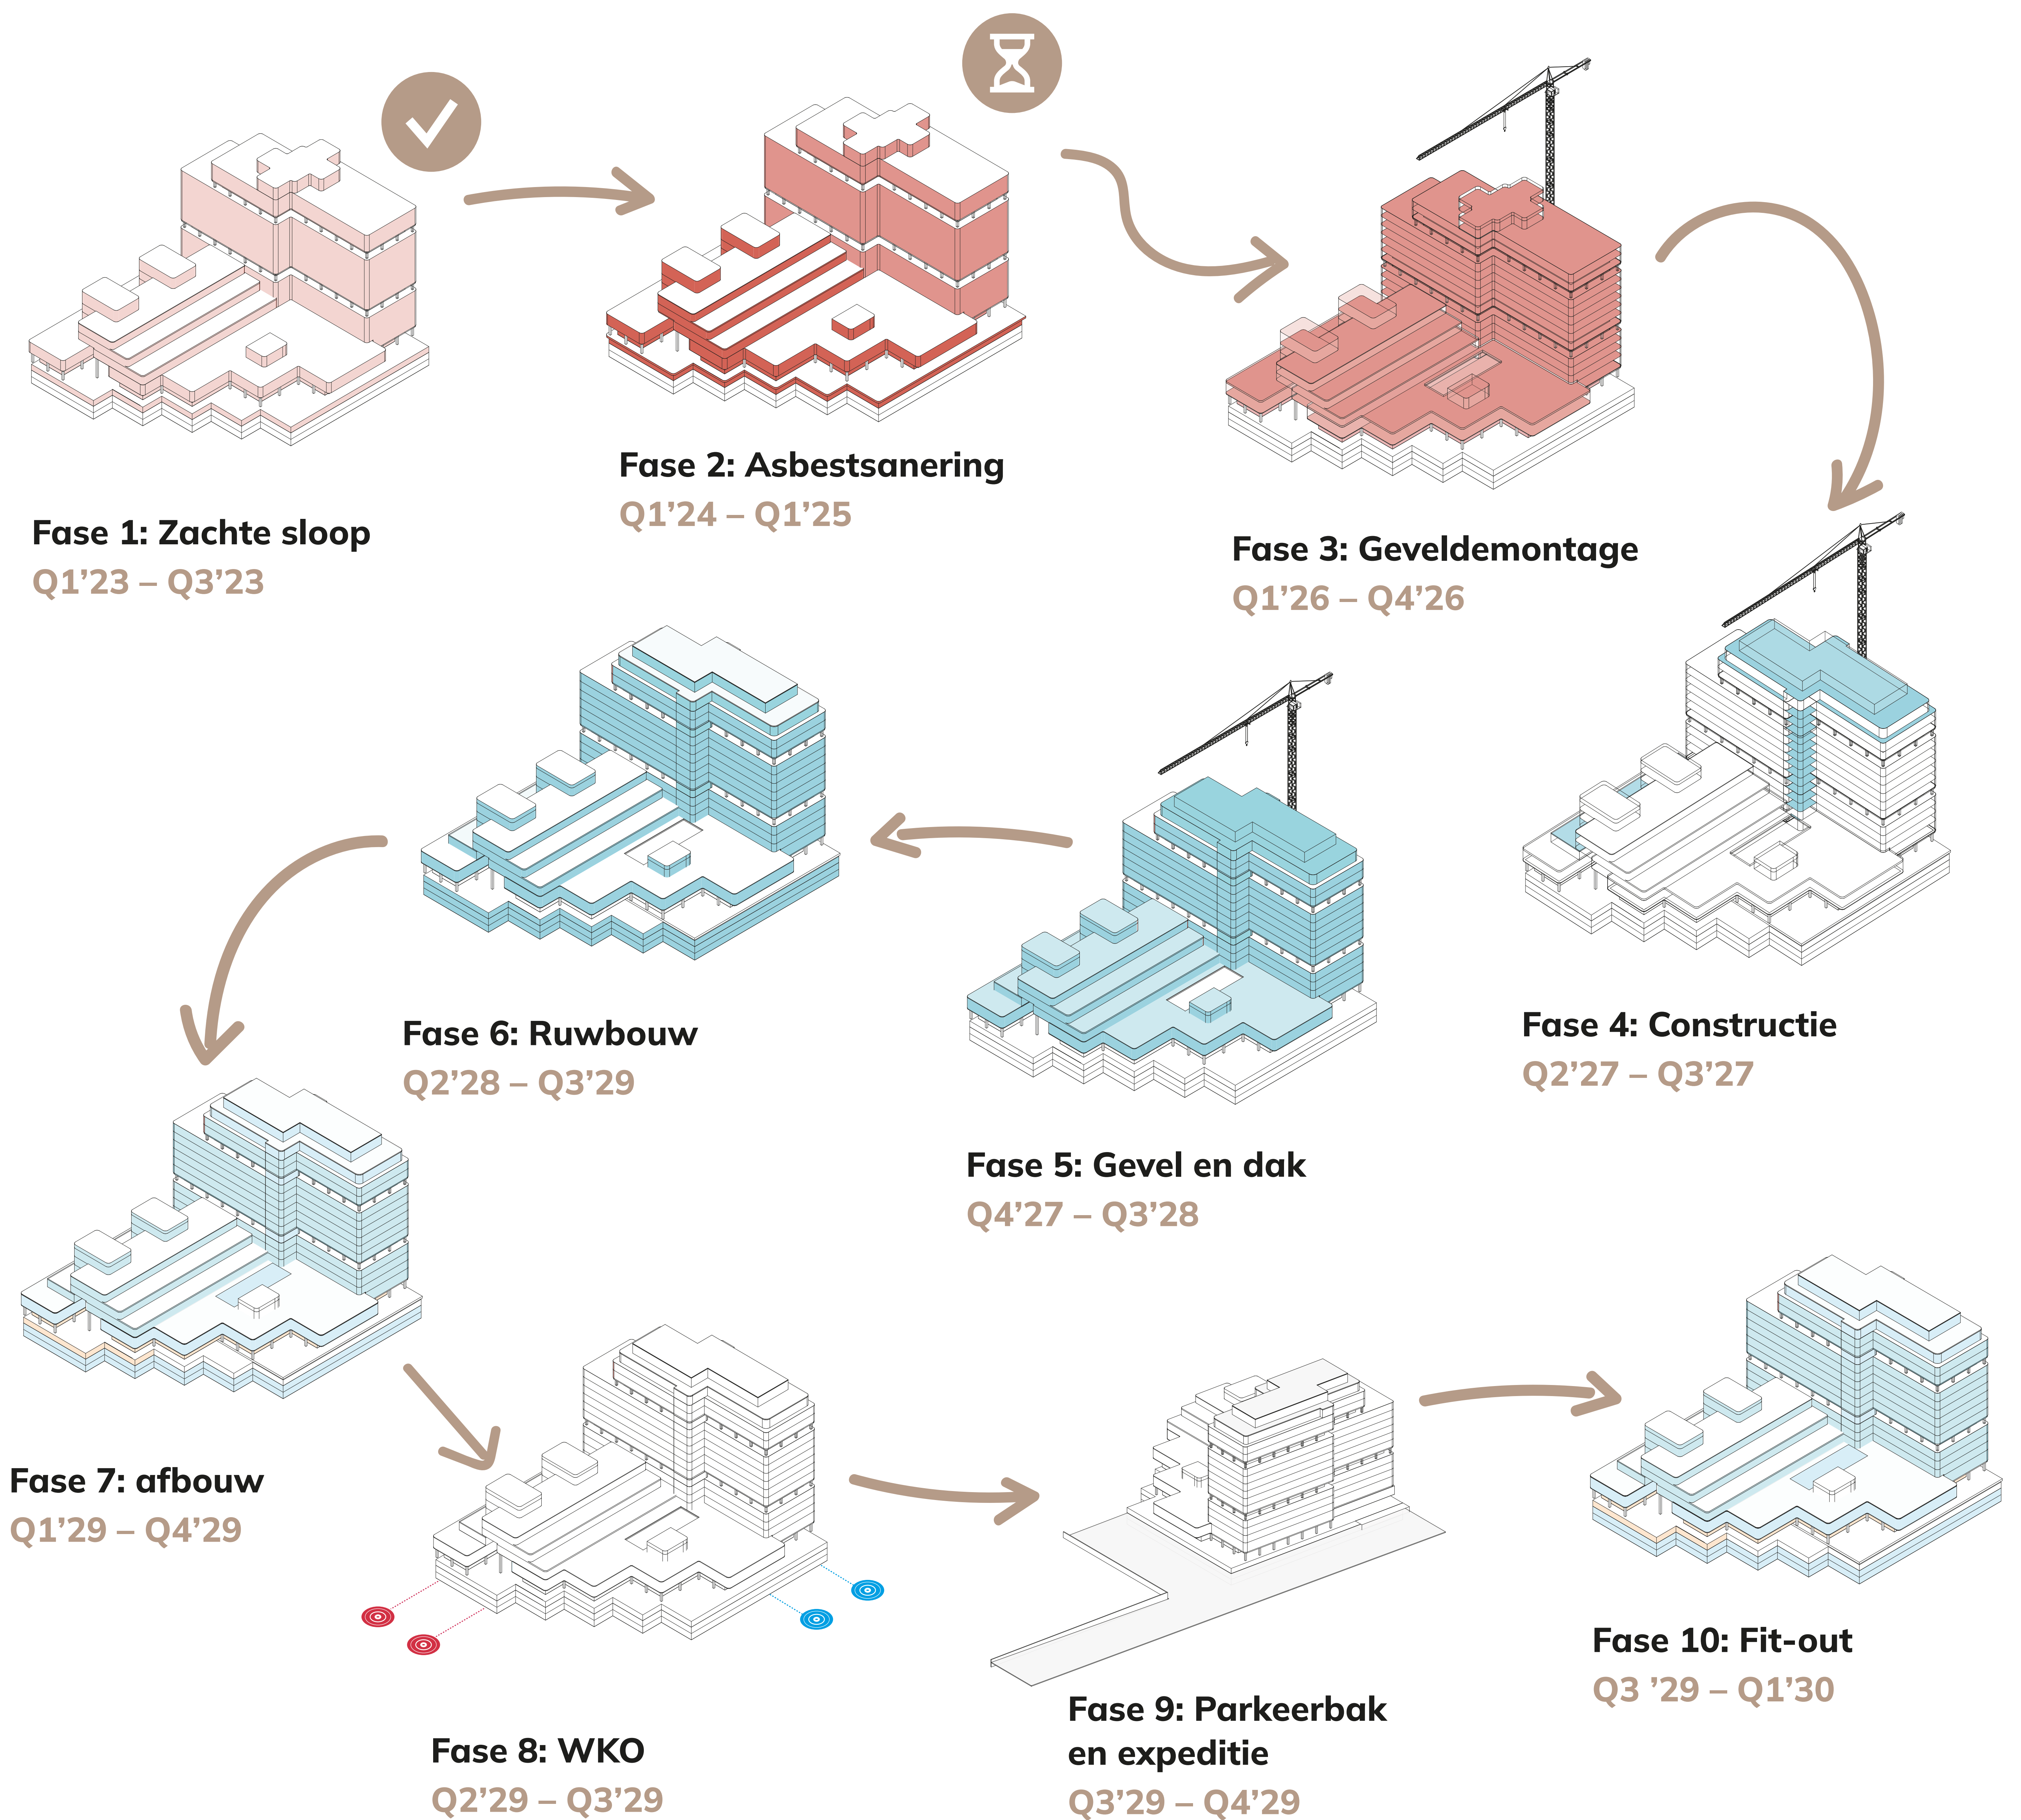 Fase 1: Zachte sloop
Q1’23 – Q3’23
Fase 2: Asbestsanering
Q1’24 – Q1’25
Fase 3: Geveldemontage
Q1’26 – Q4’26
Fase 4: Constructie
Q2’27 – Q3’27
Fase 5: Gevel en dak
Q4’27 – Q3’28
Fase 6: Ruwbouw
Q2’28 – Q3’29
Fase 7: afbouw
Q1’29 – Q4’29
Fase 8: WKO
Q2’29 – Q3’29
Fase 9: Parkeerbak
en expeditie
Q3’29 – Q4’29
Fase 10: Fit-out
Q3 ’29 – Q1’30